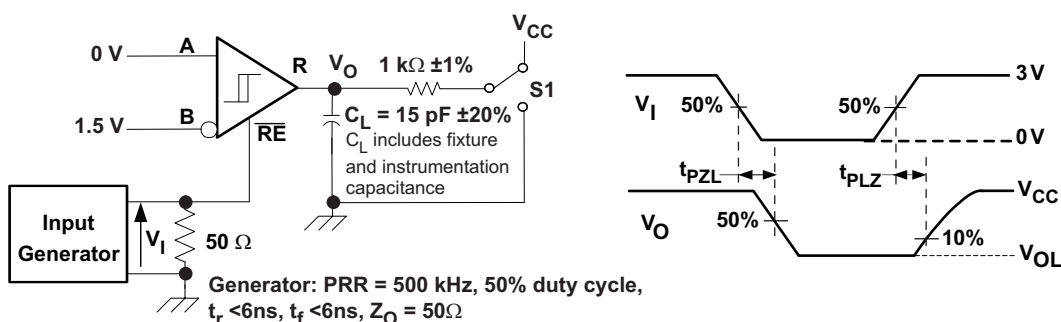 0 V
A
1.5 V
B
R
RE
V_O
1 kΩ ±1%
V_CC
S1
C_L = 15 pF ±20%
C_L includes fixture
and instrumentation
capacitance
Input
Generator
V_I
50 Ω
Generator: PRR = 500 kHz, 50% duty cycle,
t_r <6ns, t_f <6ns, Z_O = 50Ω
V_I
50%
50%
3 V
0 V
t_PZL
t_PLZ
V_O
50%
10%
V_CC
V_OL